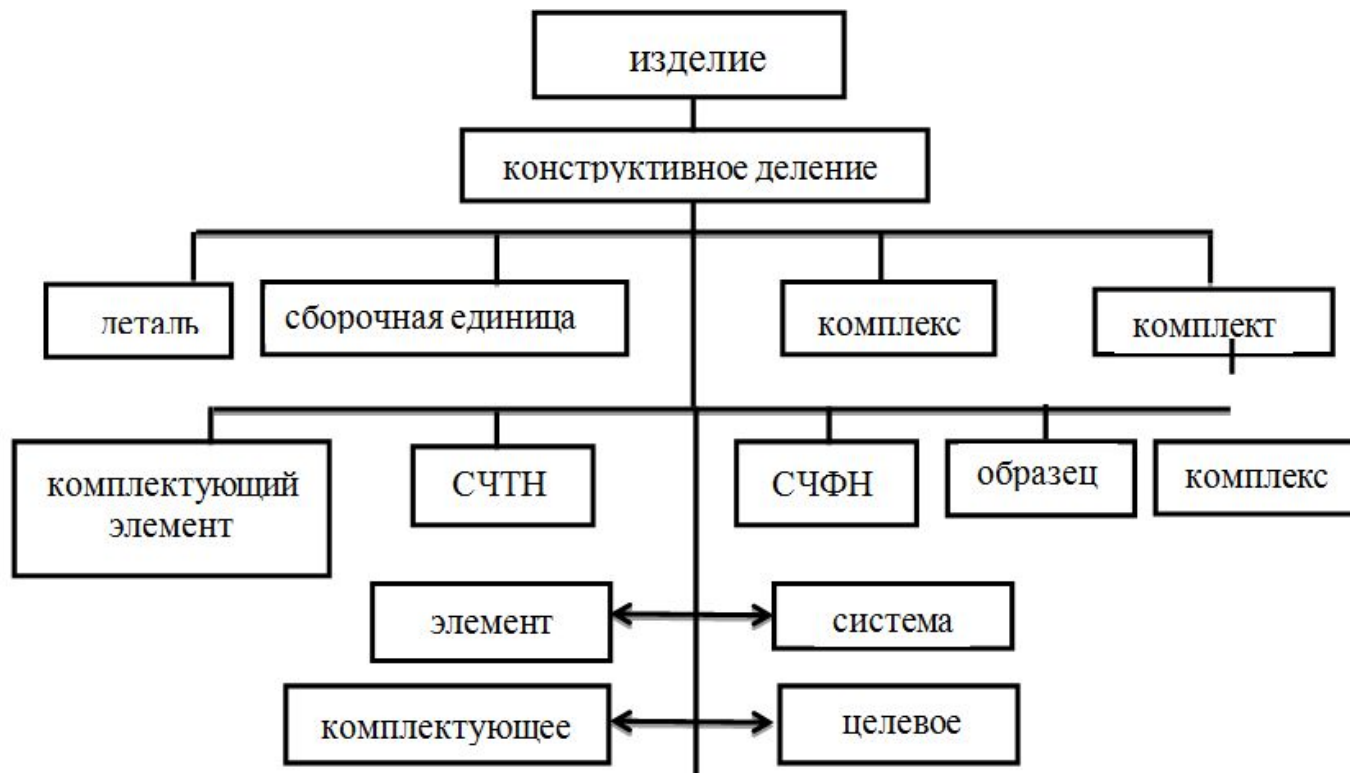 изделие
конструктивное деление
деталь
сборочная единица
комплекс
комплект
комплектующий
элемент
СЧТН
СЧФН
образец
комплекс
элемент
система
комплектующее
целевое